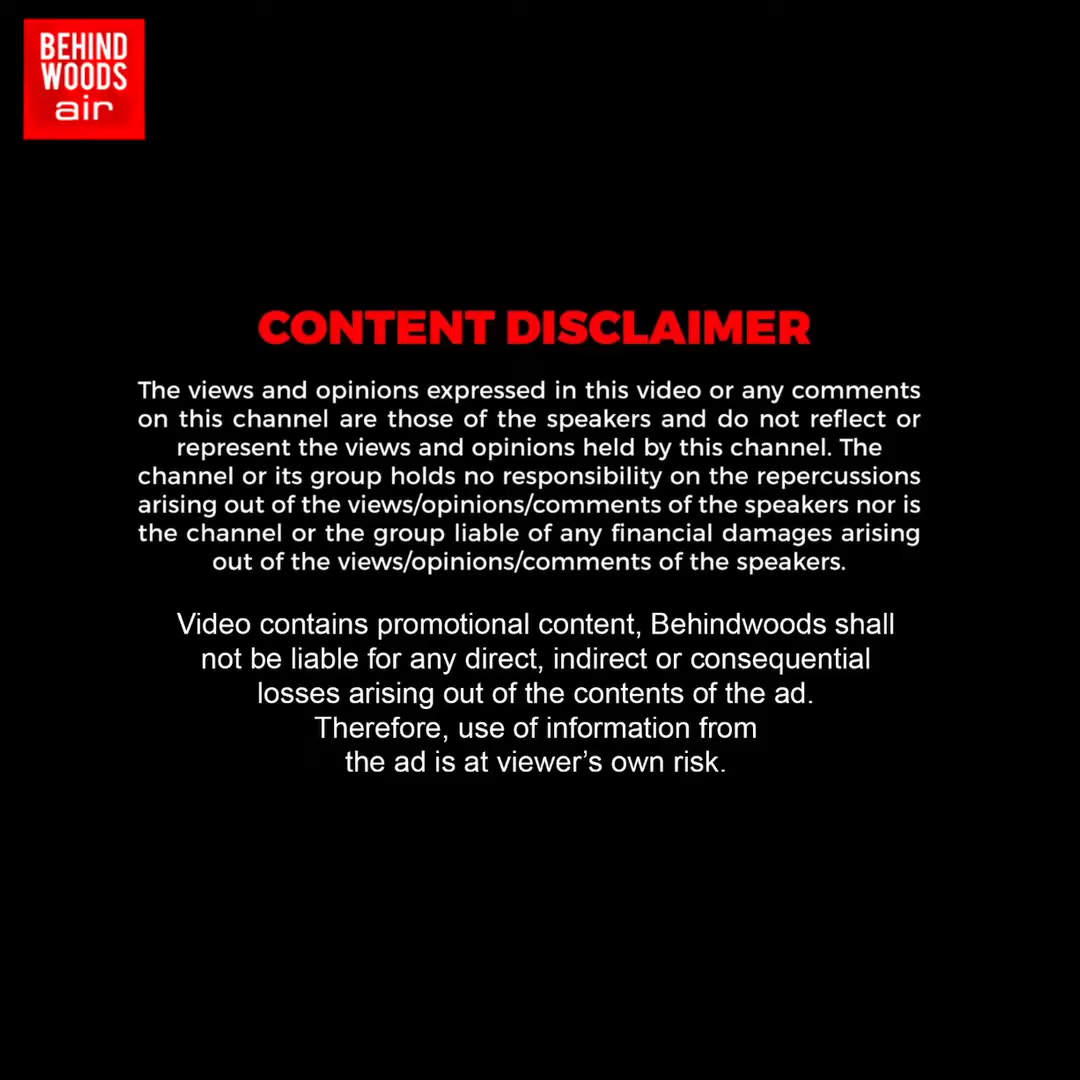 BEHIND
WOODS
air
CONTENT DISCLAIMER
The views and opinions expressed in this video or any comments
on this channel are those of the speakers and do not reflect or
represent the views and opinions held by this channel. The
channel or its group holds no responsibility on the repercussions
arising out of the views/opinions/comments of the speakers nor is
the channel or the group liable of any financial damages arising
out of the views/opinions/comments of the speakers.
Video contains promotional content, Behindwoods shall
not be liable for any direct, indirect or consequential
losses arising out of the contents of the ad.
Therefore, use of information from
the ad is at viewer’s own risk.